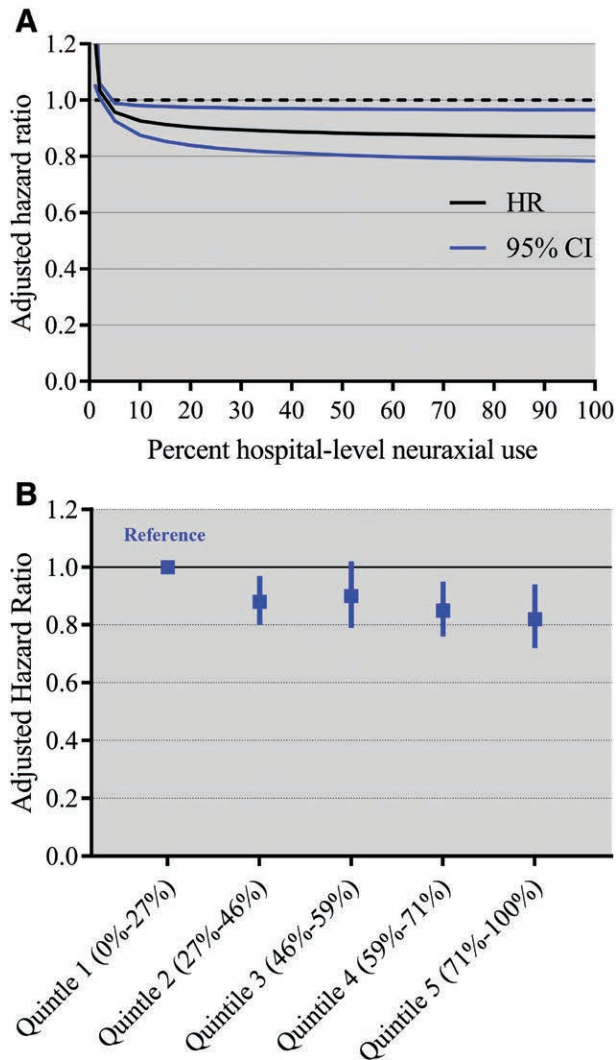 A
1.2
1.0
0.8
0.6
0.4
0.2
0.0
Adjusted hazard ratio
HR
95% CI
0 10 20 30 40 50 60 70 80 90 100
Percent hospital-level neuraxial use
B
1.2
1.0
0.8
0.6
0.4
0.2
0.0
Adjusted Hazard Ratio
Reference
Quintile 1 (0%-27%)
Quintile 2 (27%-46%)
Quintile 3 (46%-59%)
Quintile 4 (59%-71%)
Quintile 5 (71%-100%)